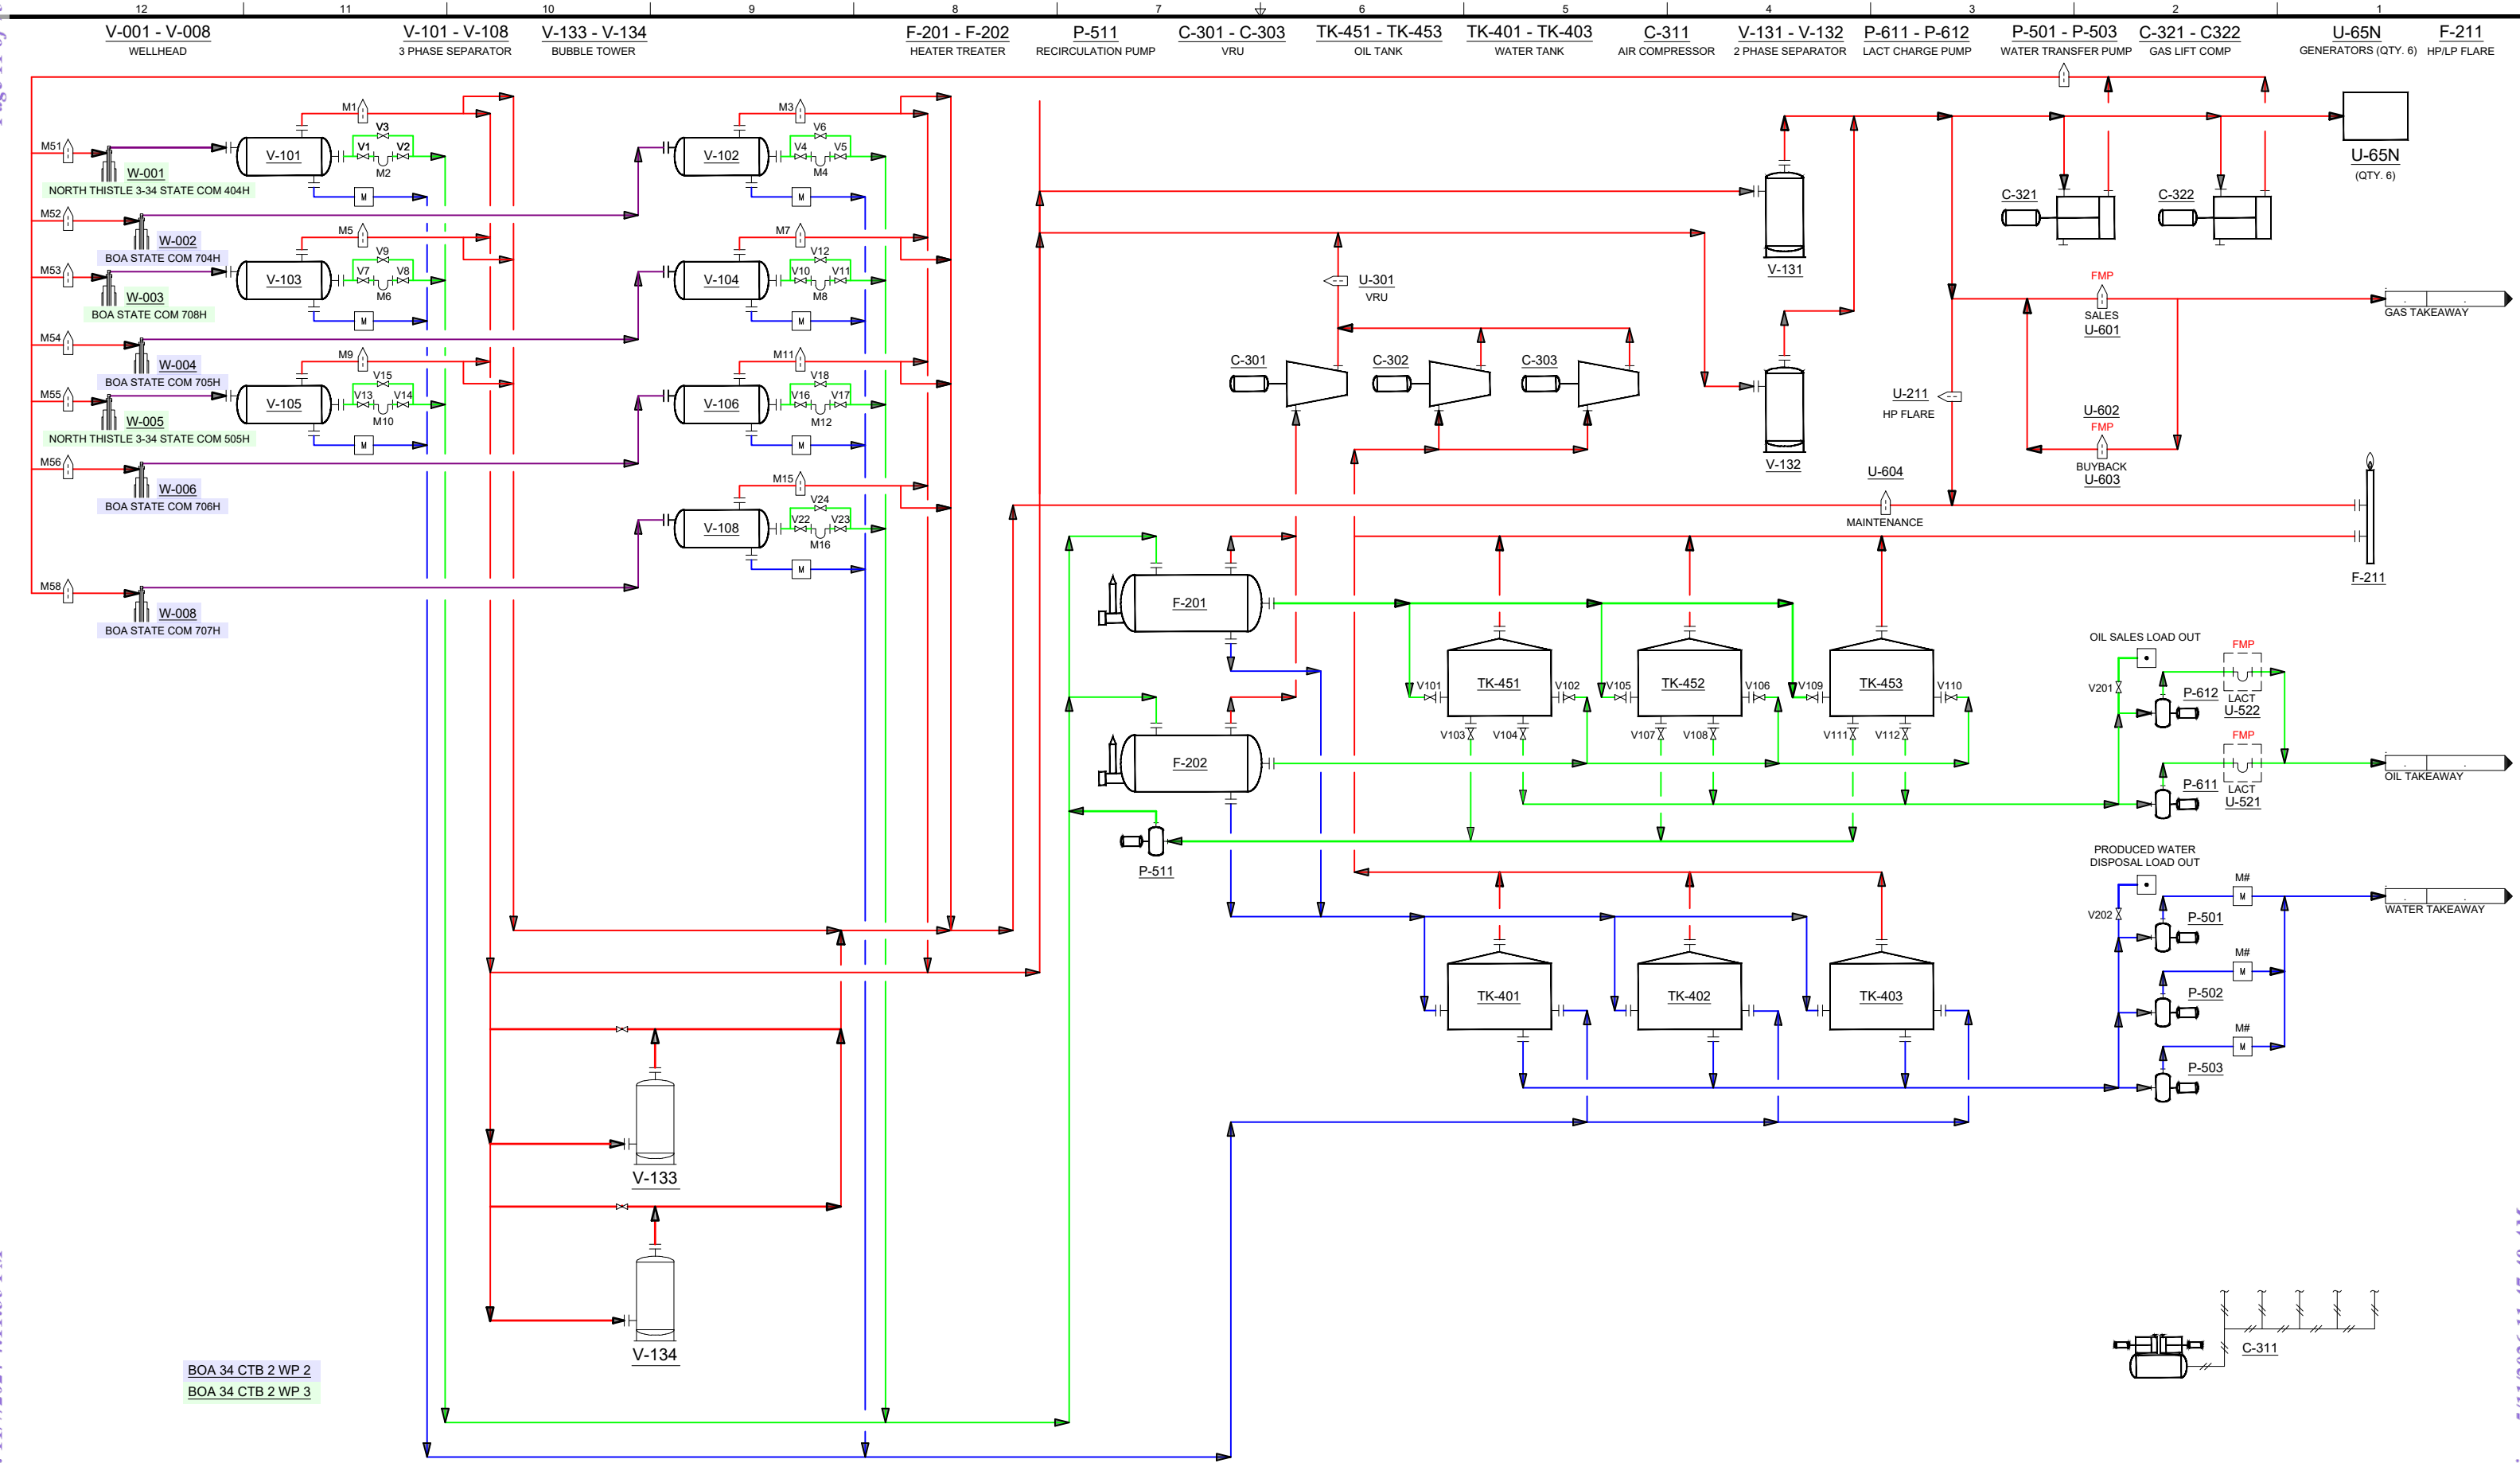 12 11 10 9 8 7 6 5 4 3 2 1
V-001 - V-008 V-101 - V-108 V-133 - V-134 F-201 - F-202 P-511 C-301 - C-303 TK-451 - TK-453 TK-401 - TK-403 C-311 V-131 - V-132 P-611 - P-612 P-501 - P-503 C-321 - C322 U-65N F-211
WELLHEAD 3 PHASE SEPARATOR BUBBLE TOWER HEATER TREATER RECIRCULATION PUMP VRU OIL TANK WATER TANK AIR COMPRESSOR 2 PHASE SEPARATOR LACT CHARGE PUMP WATER TRANSFER PUMP GAS LIFT COMP GENERATORS (QTY. 6) HP/LP FLARE
M51
W-001
NORTH THISTLE 3-34 STATE COM 404H
M52
W-002
BOA STATE COM 704H
M53
W-003
BOA STATE COM 708H
M54
W-004
BOA STATE COM 705H
M55
W-005
NORTH THISTLE 3-34 STATE COM 505H
M56
W-006
BOA STATE COM 706H
M58
W-008
BOA STATE COM 707H
M1
V-101
V3
V1 V2
M2
M
M5
V-103
V9
V7 V8
M6
M
M9
V-105
V15
V13 V14
M10
M
M3
V-102
V6
V4 V5
M4
M
M7
V-104
V12
V10 V11
M8
M
M11
V-106
V18
V16 V17
M12
M
M15
V-108
V24
V22 V23
M16
M
V-133
V-134
BOA 34 CTB 2 WP 2
BOA 34 CTB 2 WP 3
U-301
VRU
C-301 C-302 C-303
V-131
V-132
U-65N
(QTY. 6)
C-321 C-322
FMP
SALES
U-601
GAS TAKEAWAY
U-211
HP FLARE
U-602
FMP
BUYBACK
U-603
U-604
MAINTENANCE
F-211
F-201
F-202
P-511
TK-451 TK-452 TK-453
V101 V102 V105 V106 V109 V110
V103 V104 V107 V108 V111 V112
OIL SALES LOAD OUT
V201
P-612
FMP
LACT
U-522
P-611
FMP
LACT
U-521
OIL TAKEAWAY
PRODUCED WATER
DISPOSAL LOAD OUT
V202
M#
M
P-501
M#
M
P-502
M#
M
P-503
WATER TAKEAWAY
TK-401 TK-402 TK-403
C-311